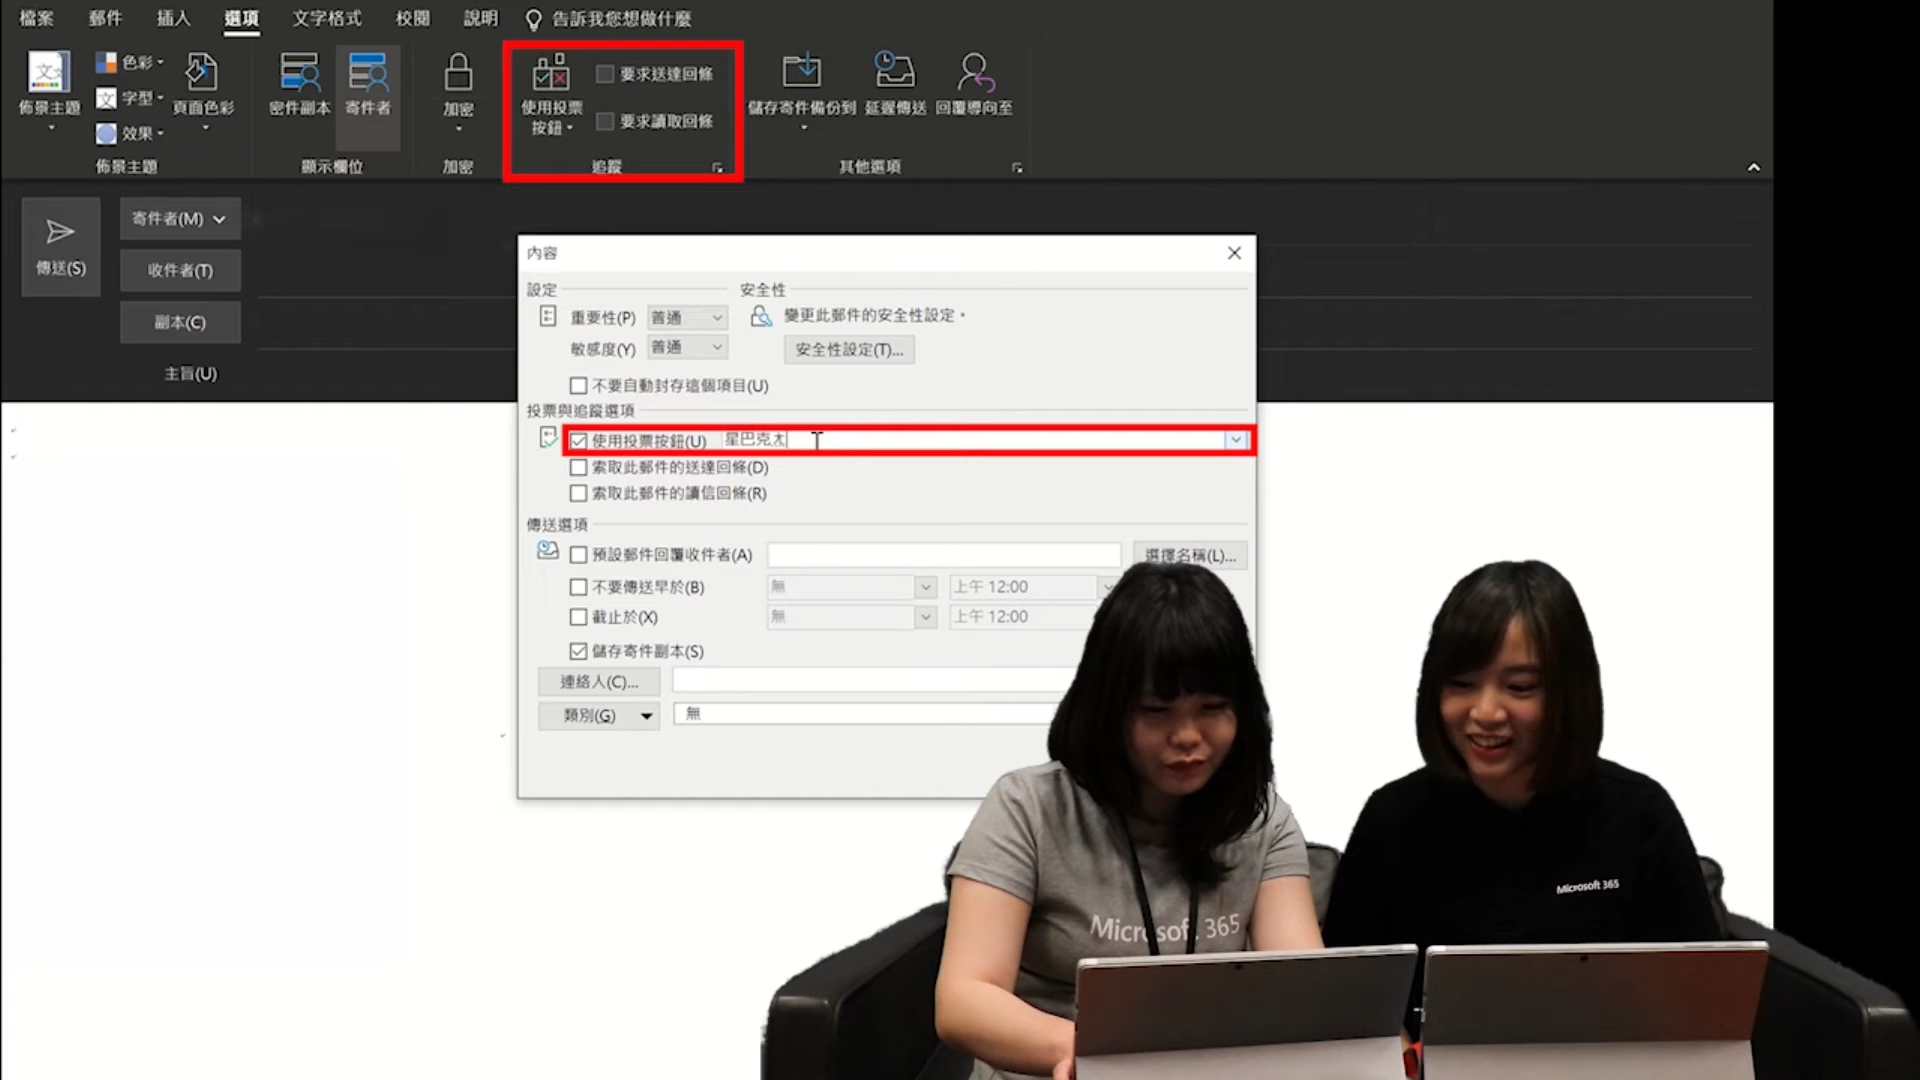 檔案 郵件 插入 選項 文字格式 校閱 說明 告訴我您想做什麼
佈景主題
色彩
字型
效果
頁面色彩
佈景主題
密件副本 寄件者
顯示欄位
加密
加密
使用投票
按鈕
要求送達回條
要求讀取回條
追蹤
儲存寄件備份到 延遲傳送 回覆導向至
其他選項
傳送(S)
寄件者(M)
收件者(T)
副本(C)
主旨(U)
內容
設定
重要性(P) 普通
敏感度(Y) 普通
安全性
變更此郵件的安全性設定。
安全性設定(T)...
不要自動封存這個項目(U)
投票與追蹤選項
使用投票按鈕(U) 星巴克太
索取此郵件的送達回條(D)
索取此郵件的讀信回條(R)
傳送選項
預設郵件回覆收件者(A) 選擇名稱(L)...
不要傳送早於(B) 無 上午 12:00
截止於(X) 無 上午 12:00
儲存寄件副本(S)
連絡人(C)...
類別(G) 無
Microsoft 365
Microsoft 365